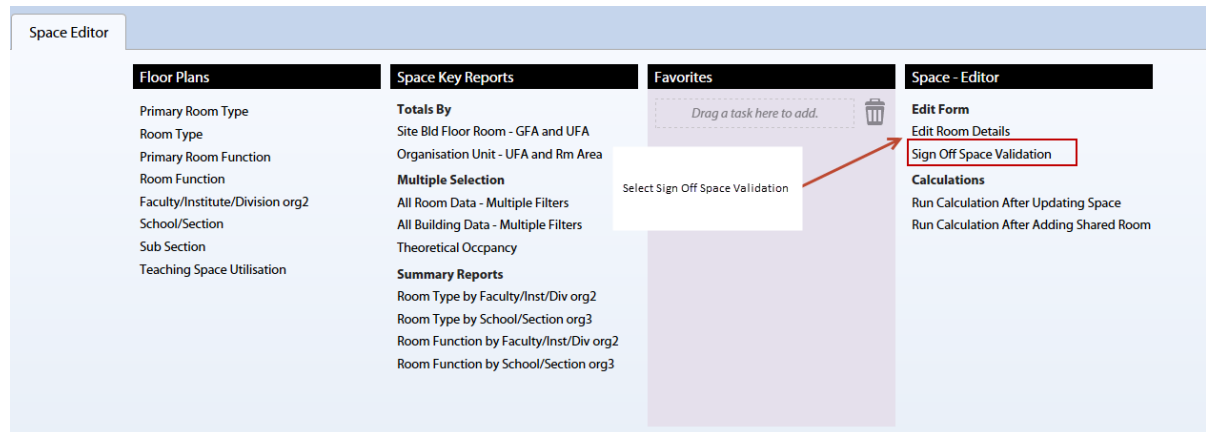 Space Editor
Floor Plans
Primary Room Type
Room Type
Primary Room Function
Room Function
Faculty/Institute/Division org2
School/Section
Sub Section
Teaching Space Utilisation
Space Key Reports
Totals By
Site Bld Floor Room - GFA and UFA
Organisation Unit - UFA and Rm Area
Multiple Selection
All Room Data - Multiple Filters
All Building Data - Multiple Filters
Theoretical Occpancy
Summary Reports
Room Type by Faculty/Inst/Div org2
Room Type by School/Section org3
Room Function by Faculty/Inst/Div org2
Room Function by School/Section org3
Favorites
Drag a task here to add.
Select Sign Off Space Validation
Space - Editor
Edit Form
Edit Room Details
Sign Off Space Validation
Calculations
Run Calculation After Updating Space
Run Calculation After Adding Shared Room